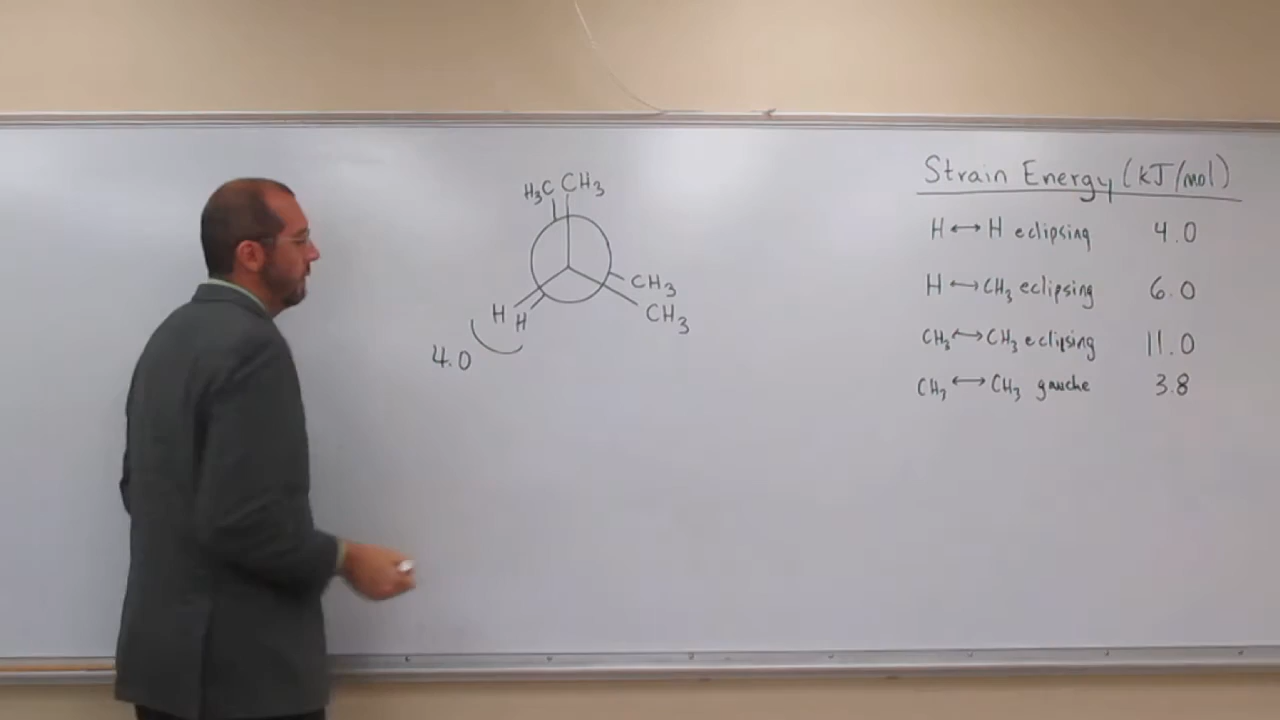 H₃C CH₃
CH₃
CH₃
H
H
4.0
Strain Energy (kJ/mol)
H ↔ H eclipsing 4.0
H ↔ CH₃ eclipsing 6.0
CH₃ ↔ CH₃ eclipsing 11.0
CH₃ ↔ CH₃ gauche 3.8